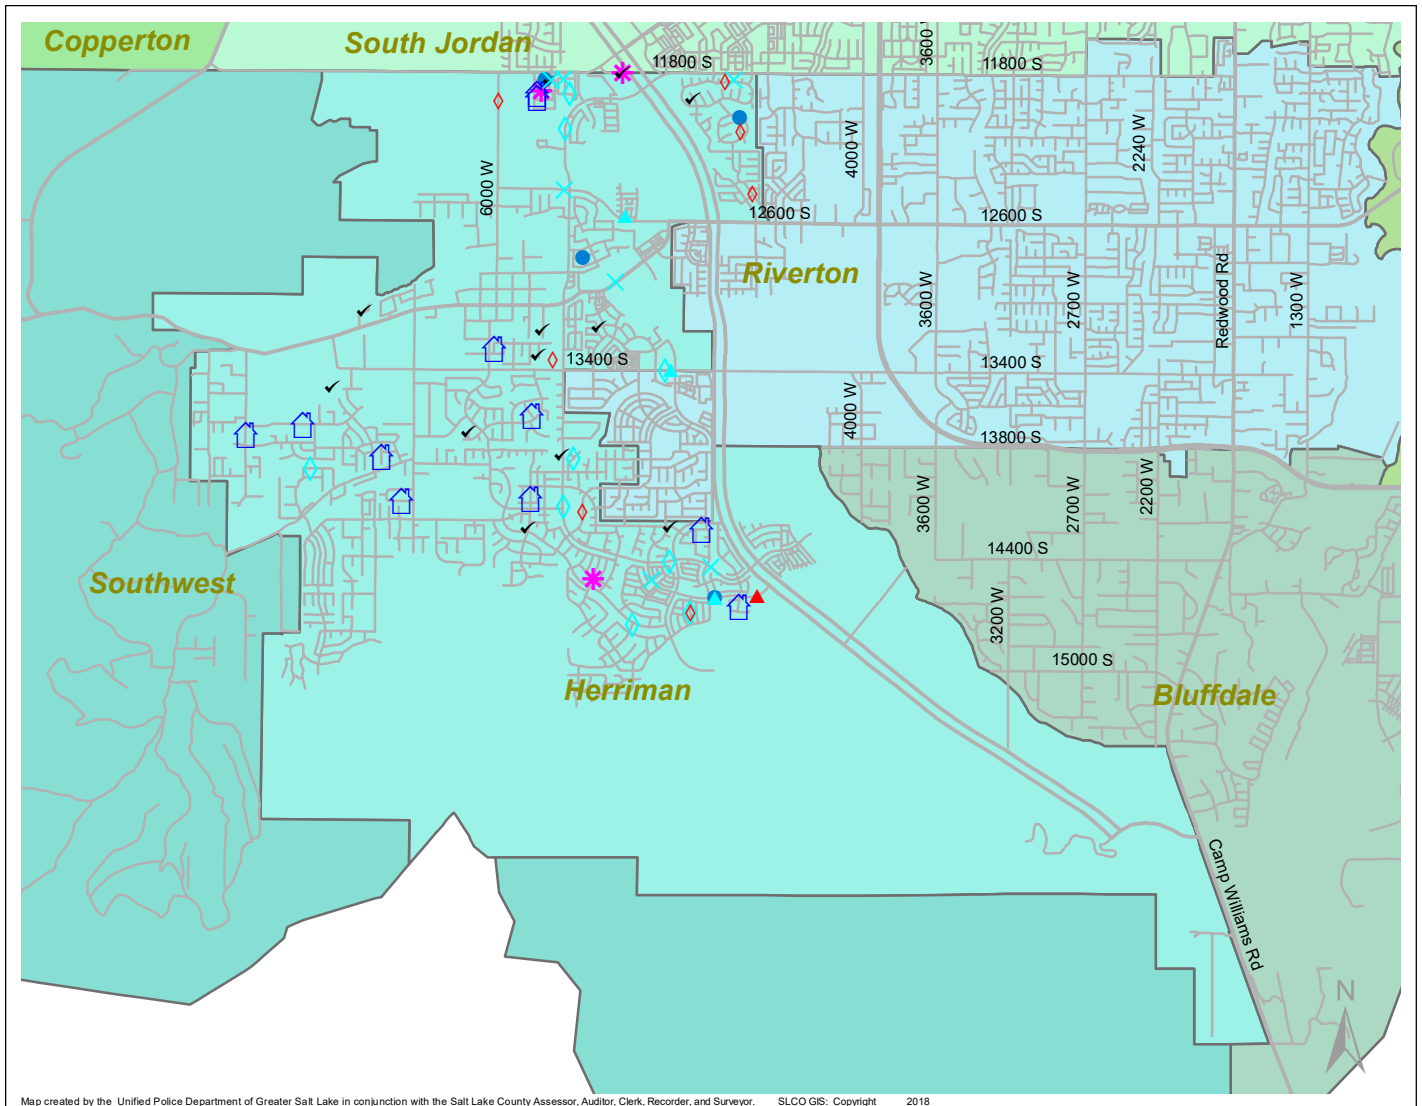 Copperton
South Jordan
3600
11800 S
11800 S
4000 W
2240 W
6000 W
12600 S
12600 S
Riverton
3600 W
2700 W
Redwood Rd
1300 W
13400 S
13400 S
4000 W
13800 S
3600 W
2700 W
2200 W
14400 S
Southwest
3200 W
15000 S
Herriman
Bluffdale
Camp Williams Rd
N
Map created by the Unified Police Department of Greater Salt Lake in conjunction with the Salt Lake County Assessor, Auditor, Clerk, Recorder, and Surveyor. SLCO GIS: Copyright 2018